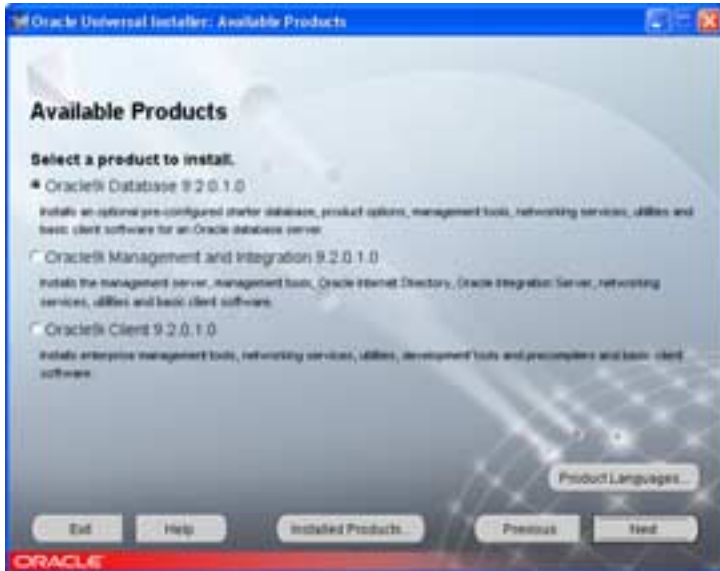 Oracle Universal Installer: Available Products
Available Products
Select a product to install.
Oracle9i Database 9.2.0.1.0
Installs an optional pre-configured starter database, product options, management tools, networking services, utilities and
basic client software for an Oracle database server.
Oracle9i Management and Integration 9.2.0.1.0
Installs the management server, management tools, Oracle Internet Directory, Oracle Integration Server, networking
services, utilities and basic client software.
Oracle9i Client 9.2.0.1.0
Installs enterprise management tools, networking services, utilities, development tools and precompilers and basic client
software.
Product Languages...
Exit Help Installed Products... Previous Next
ORACLE